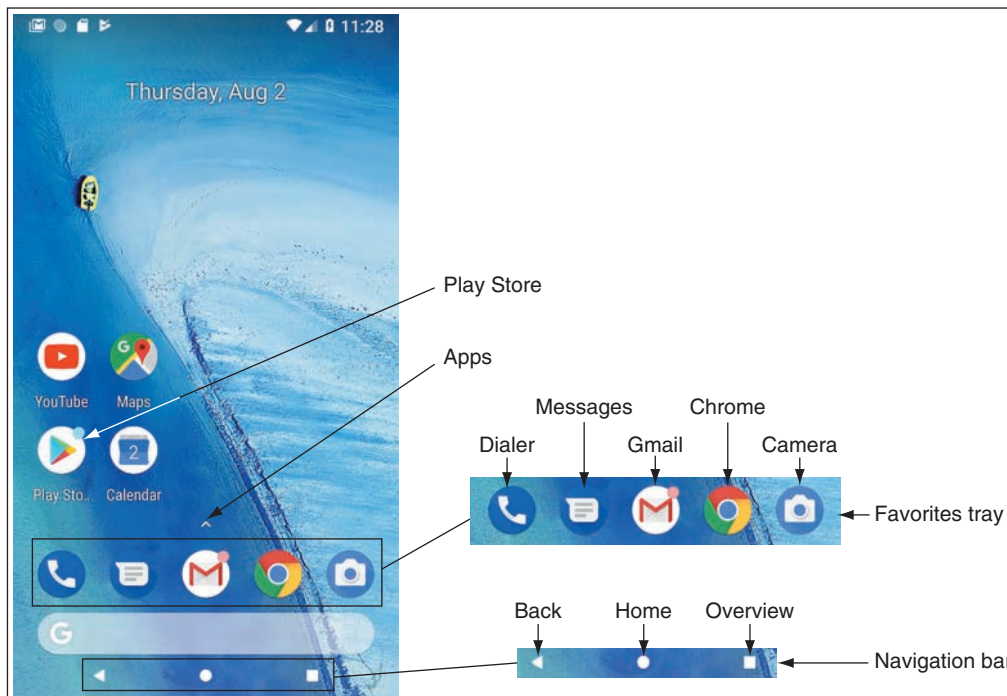 11:28
Thursday, Aug 2
Play Store
Apps
YouTube Maps
G
2
Play Sto.. Calendar
Messages Chrome
Dialer Gmail Camera
Favorites tray
G
Back Home Overview
Navigation bar